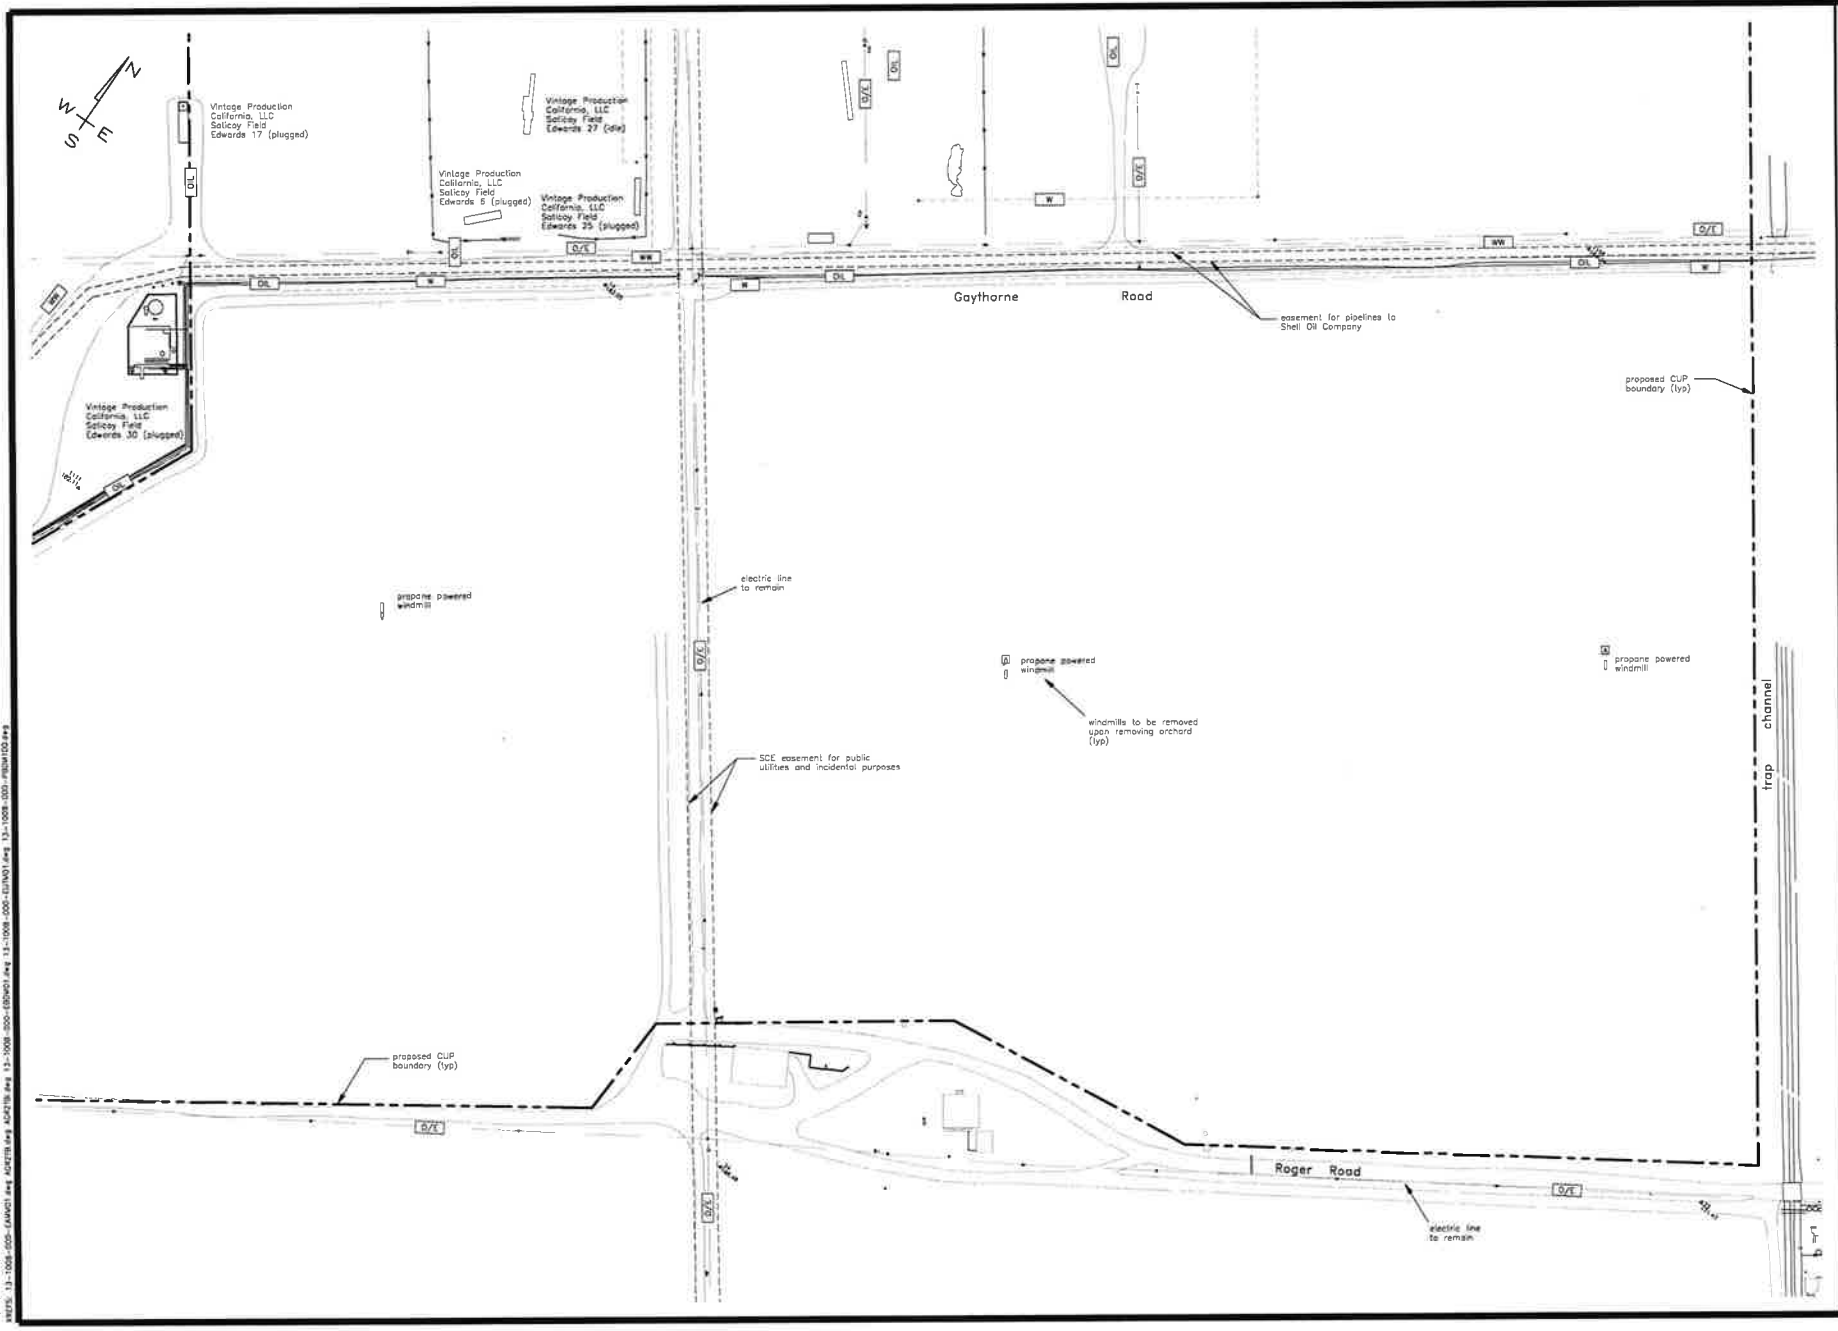 N
W
E
S
Vintage Production
California, LLC
Saticoy Field
Edwards 17 (plugged)
OIL
Vintage Production
California, LLC
Saticoy Field
Edwards 27 (idle)
Vintage Production
California, LLC
Saticoy Field
Edwards 6 (plugged)
Vintage Production
California, LLC
Saticoy Field
Edwards 25 (plugged)
OIL
O/E
OIL
O/E
W
OIL
O/E
WW
WW
O/E
WW
OIL
W
W
OIL
OIL
W
Gaythorne Road
easement for pipelines to
Shell Oil Company
proposed CUP
boundary (typ)
Vintage Production
California, LLC
Saticoy Field
Edwards 30 (plugged)
OIL
propane powered
windmill
electric line
to remain
O/E
propane powered
windmill
propane powered
windmill
windmills to be removed
upon removing orchard
(typ)
trap channel
SCE easement for public
utilities and incidental purposes
proposed CUP
boundary (typ)
O/E
O/E
Roger Road
O/E
electric line
to remain